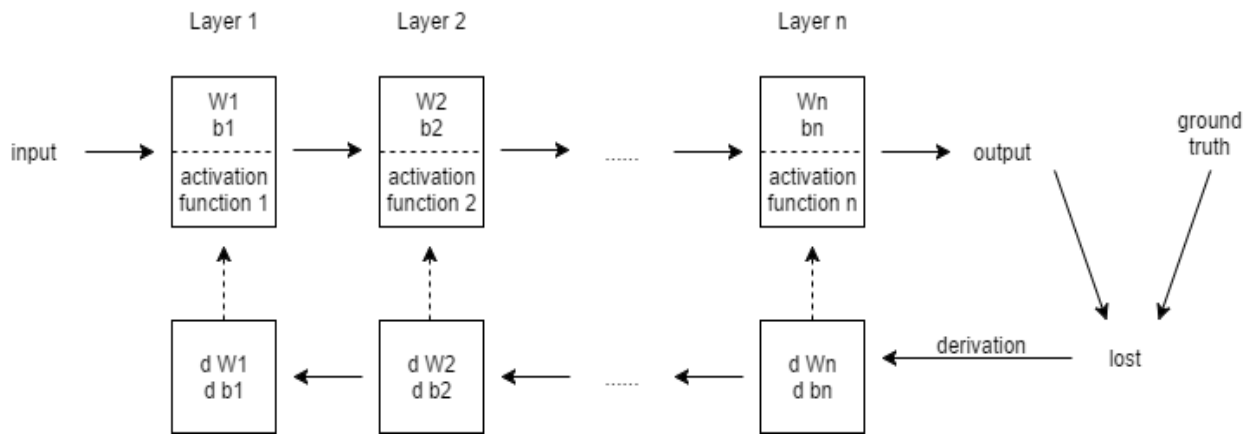 Layer 1
Layer 2
Layer n
W1
b1
W2
b2
Wn
bn
input
activation
function 1
activation
function 2
......
activation
function n
output
ground
truth
d W1
d b1
d W2
d b2
......
d Wn
d bn
derivation
lost